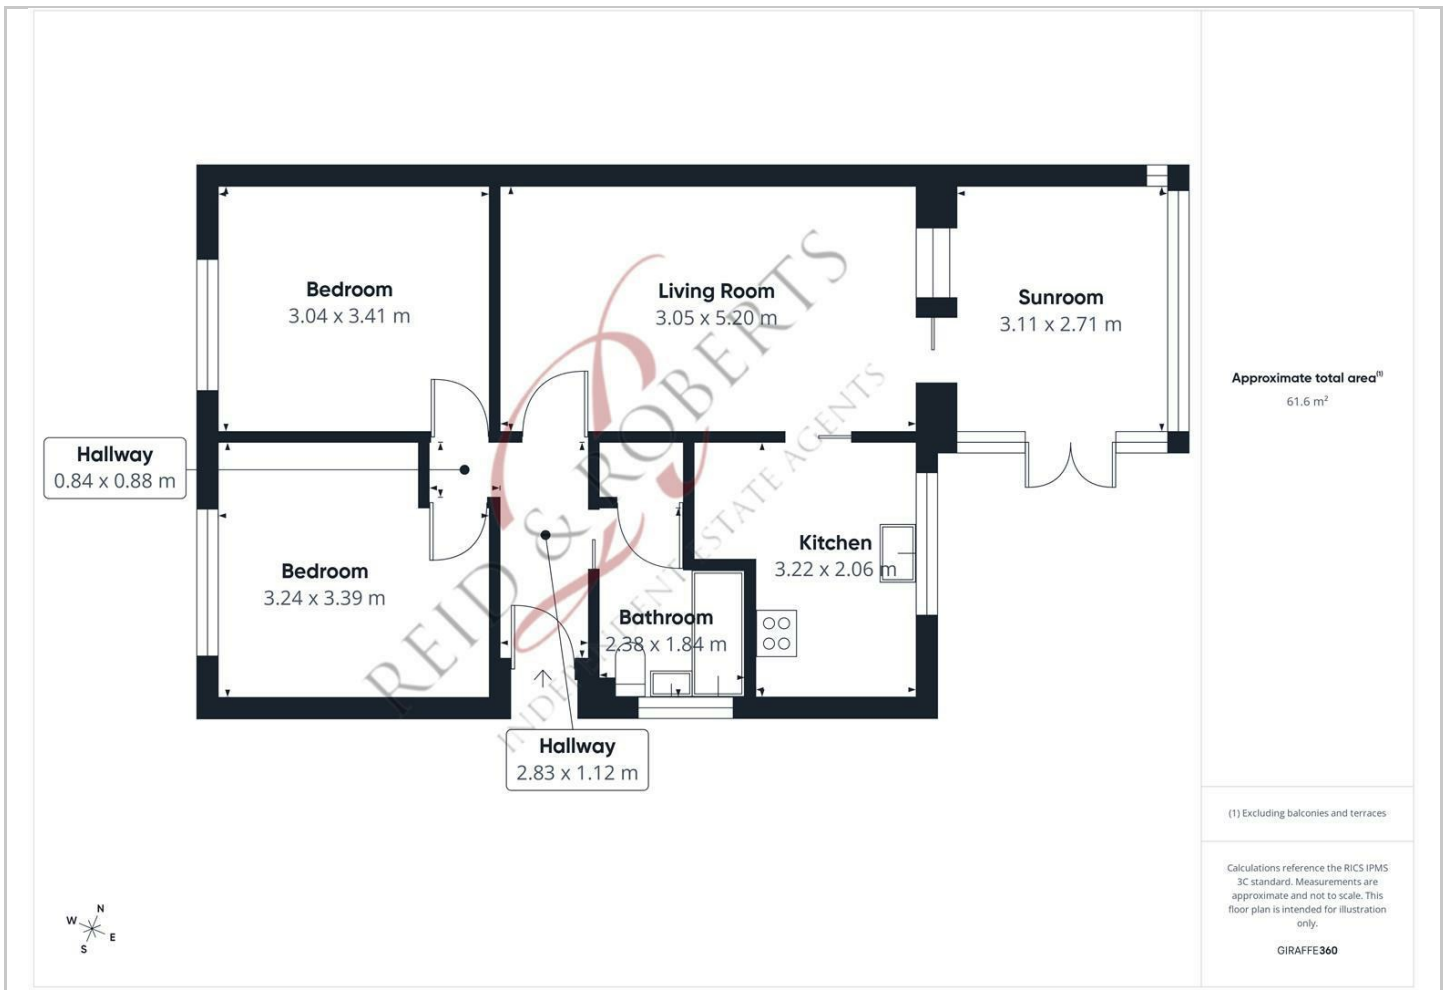 Bedroom
3.04 x 3.41 m
Living Room
3.05 x 5.20 m
Sunroom
3.11 x 2.71 m
Hallway
0.84 x 0.88 m
Bedroom
3.24 x 3.39 m
Kitchen
3.22 x 2.06 m
Bathroom
2.38 x 1.84 m
Hallway
2.83 x 1.12 m
REID & ROBERTS
INDEPENDENT ESTATE AGENTS
N
W
E
S
Approximate total area(1)
61.6 m²
(1) Excluding balconies and terraces
Calculations reference the RICS IPMS
3C standard. Measurements are
approximate and not to scale. This
floor plan is intended for illustration
only.
GIRAFFE360